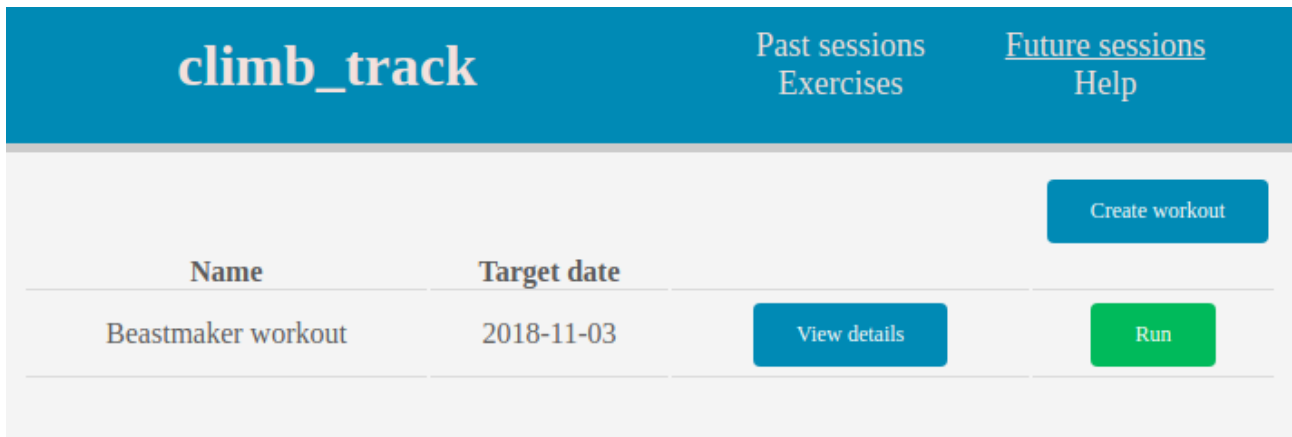 climb_track
Past sessions
Future sessions
Exercises
Help
Create workout
Name Target date
Beastmaker workout 2018-11-03 View details Run